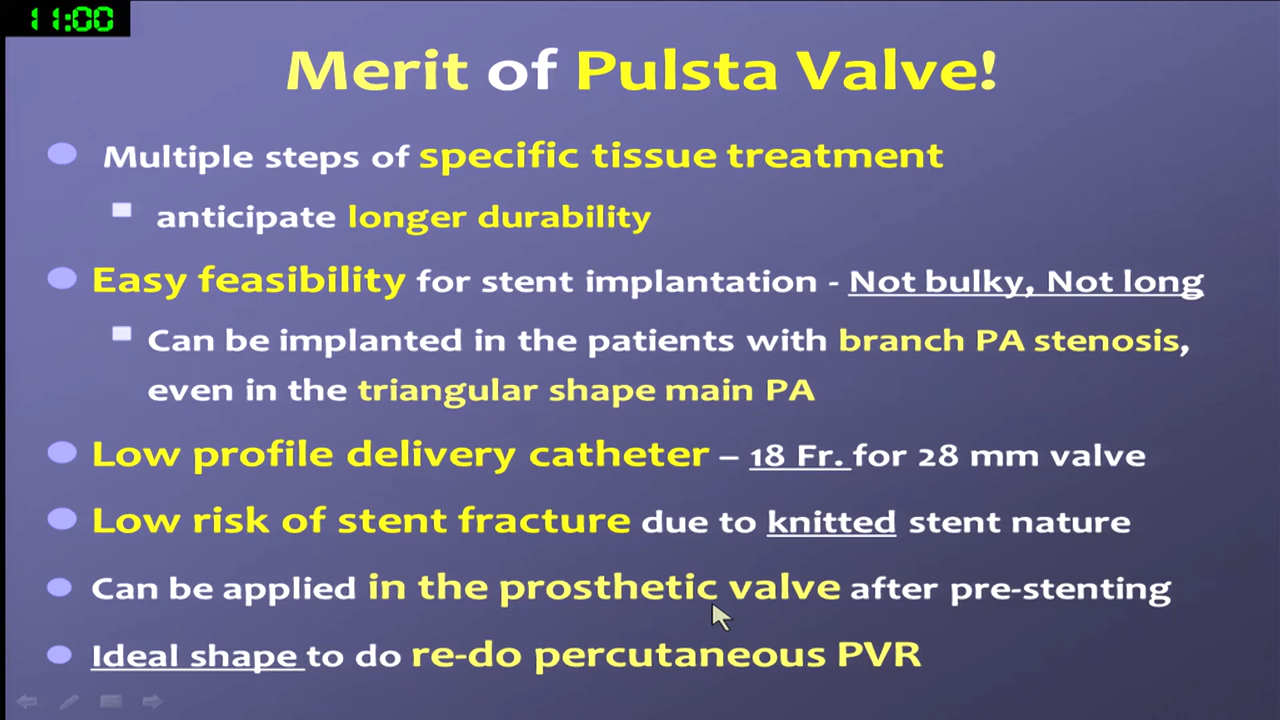 11:00
Merit of Pulsta Valve!
Multiple steps of specific tissue treatment
anticipate longer durability
Easy feasibility for stent implantation - Not bulky, Not long
Can be implanted in the patients with branch PA stenosis,
even in the triangular shape main PA
Low profile delivery catheter – 18 Fr. for 28 mm valve
Low risk of stent fracture due to knitted stent nature
Can be applied in the prosthetic valve after pre-stenting
Ideal shape to do re-do percutaneous PVR